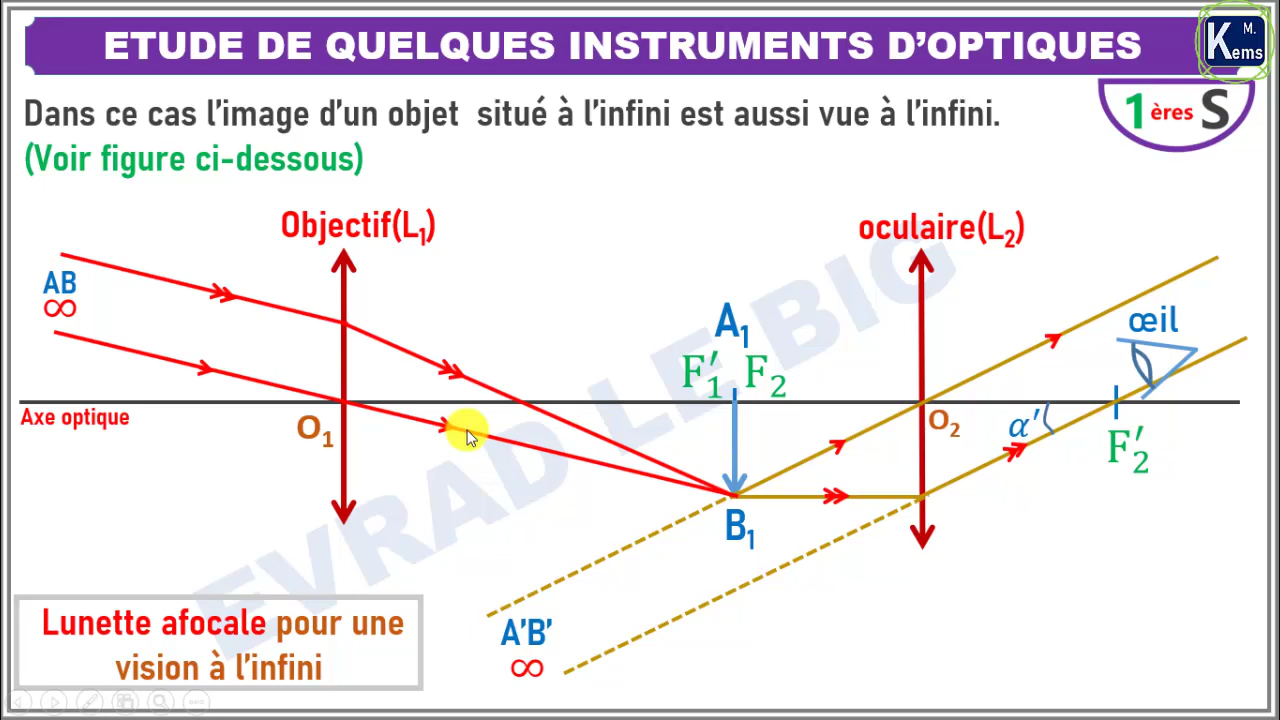 ETUDE DE QUELQUES INSTRUMENTS D'OPTIQUES
M.
Kems
Dans ce cas l'image d'un objet situé à l'infini est aussi vue à l'infini.
(Voir figure ci-dessous)
1ères S
Objectif(L₁)
oculaire(L₂)
AB
∞
A₁
F₁′ F₂
œil
Axe optique
O₁
O₂
α′
F₂′
B₁
EVRAD LE BIG
A'B'
∞
Lunette afocale pour une
vision à l'infini